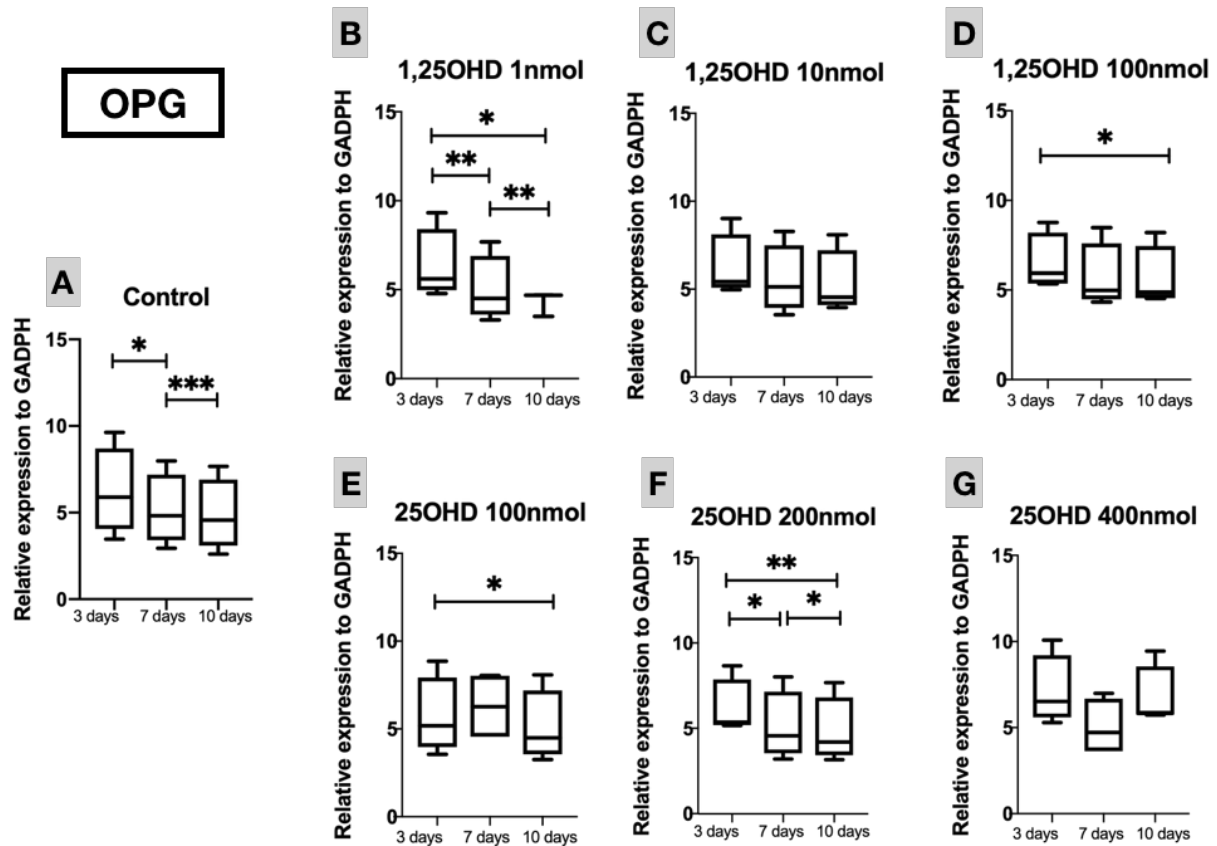 OPG
A
Control
Relative expression to GADPH
15
10
5
0
*
***
3 days 7 days 10 days
B
1,25OHD 1nmol
Relative expression to GADPH
15
10
5
0
*
**
**
3 days 7 days 10 days
C
1,25OHD 10nmol
Relative expression to GADPH
15
10
5
0
3 days 7 days 10 days
D
1,25OHD 100nmol
Relative expression to GADPH
15
10
5
0
*
3 days 7 days 10 days
E
25OHD 100nmol
Relative expression to GADPH
15
10
5
0
*
3 days 7 days 10 days
F
25OHD 200nmol
Relative expression to GADPH
15
10
5
0
**
*
*
3 days 7 days 10 days
G
25OHD 400nmol
Relative expression to GADPH
15
10
5
0
3 days 7 days 10 days